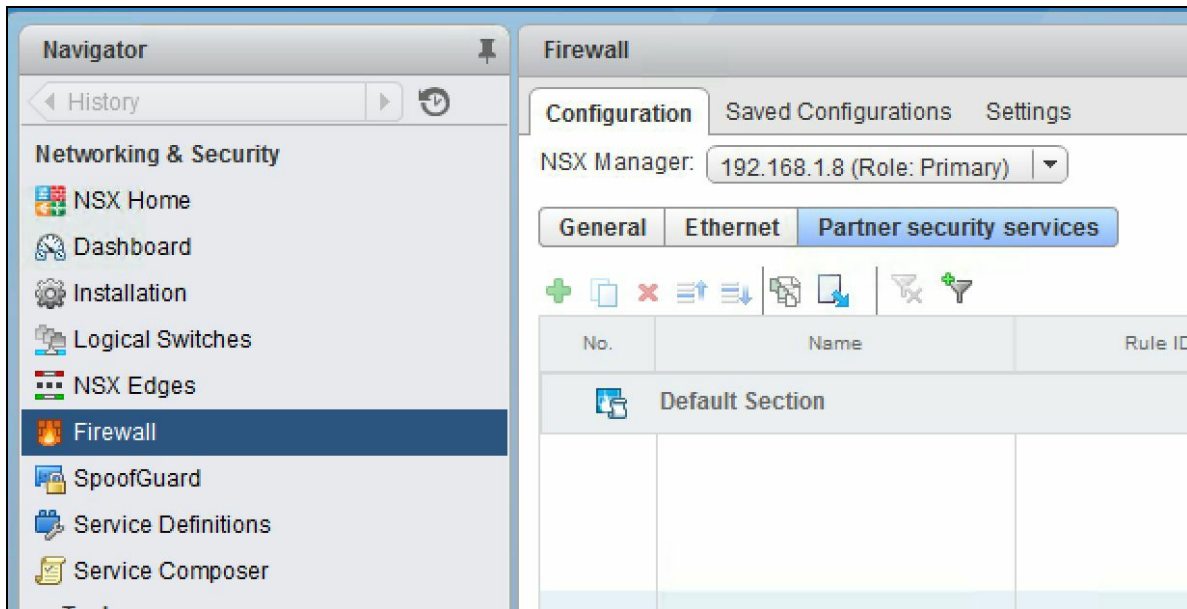 Navigator
History
Networking & Security
NSX Home
Dashboard
Installation
Logical Switches
NSX Edges
Firewall
SpoofGuard
Service Definitions
Service Composer
Firewall
Configuration Saved Configurations Settings
NSX Manager: 192.168.1.8 (Role: Primary)
General Ethernet Partner security services
No. Name Rule ID
Default Section